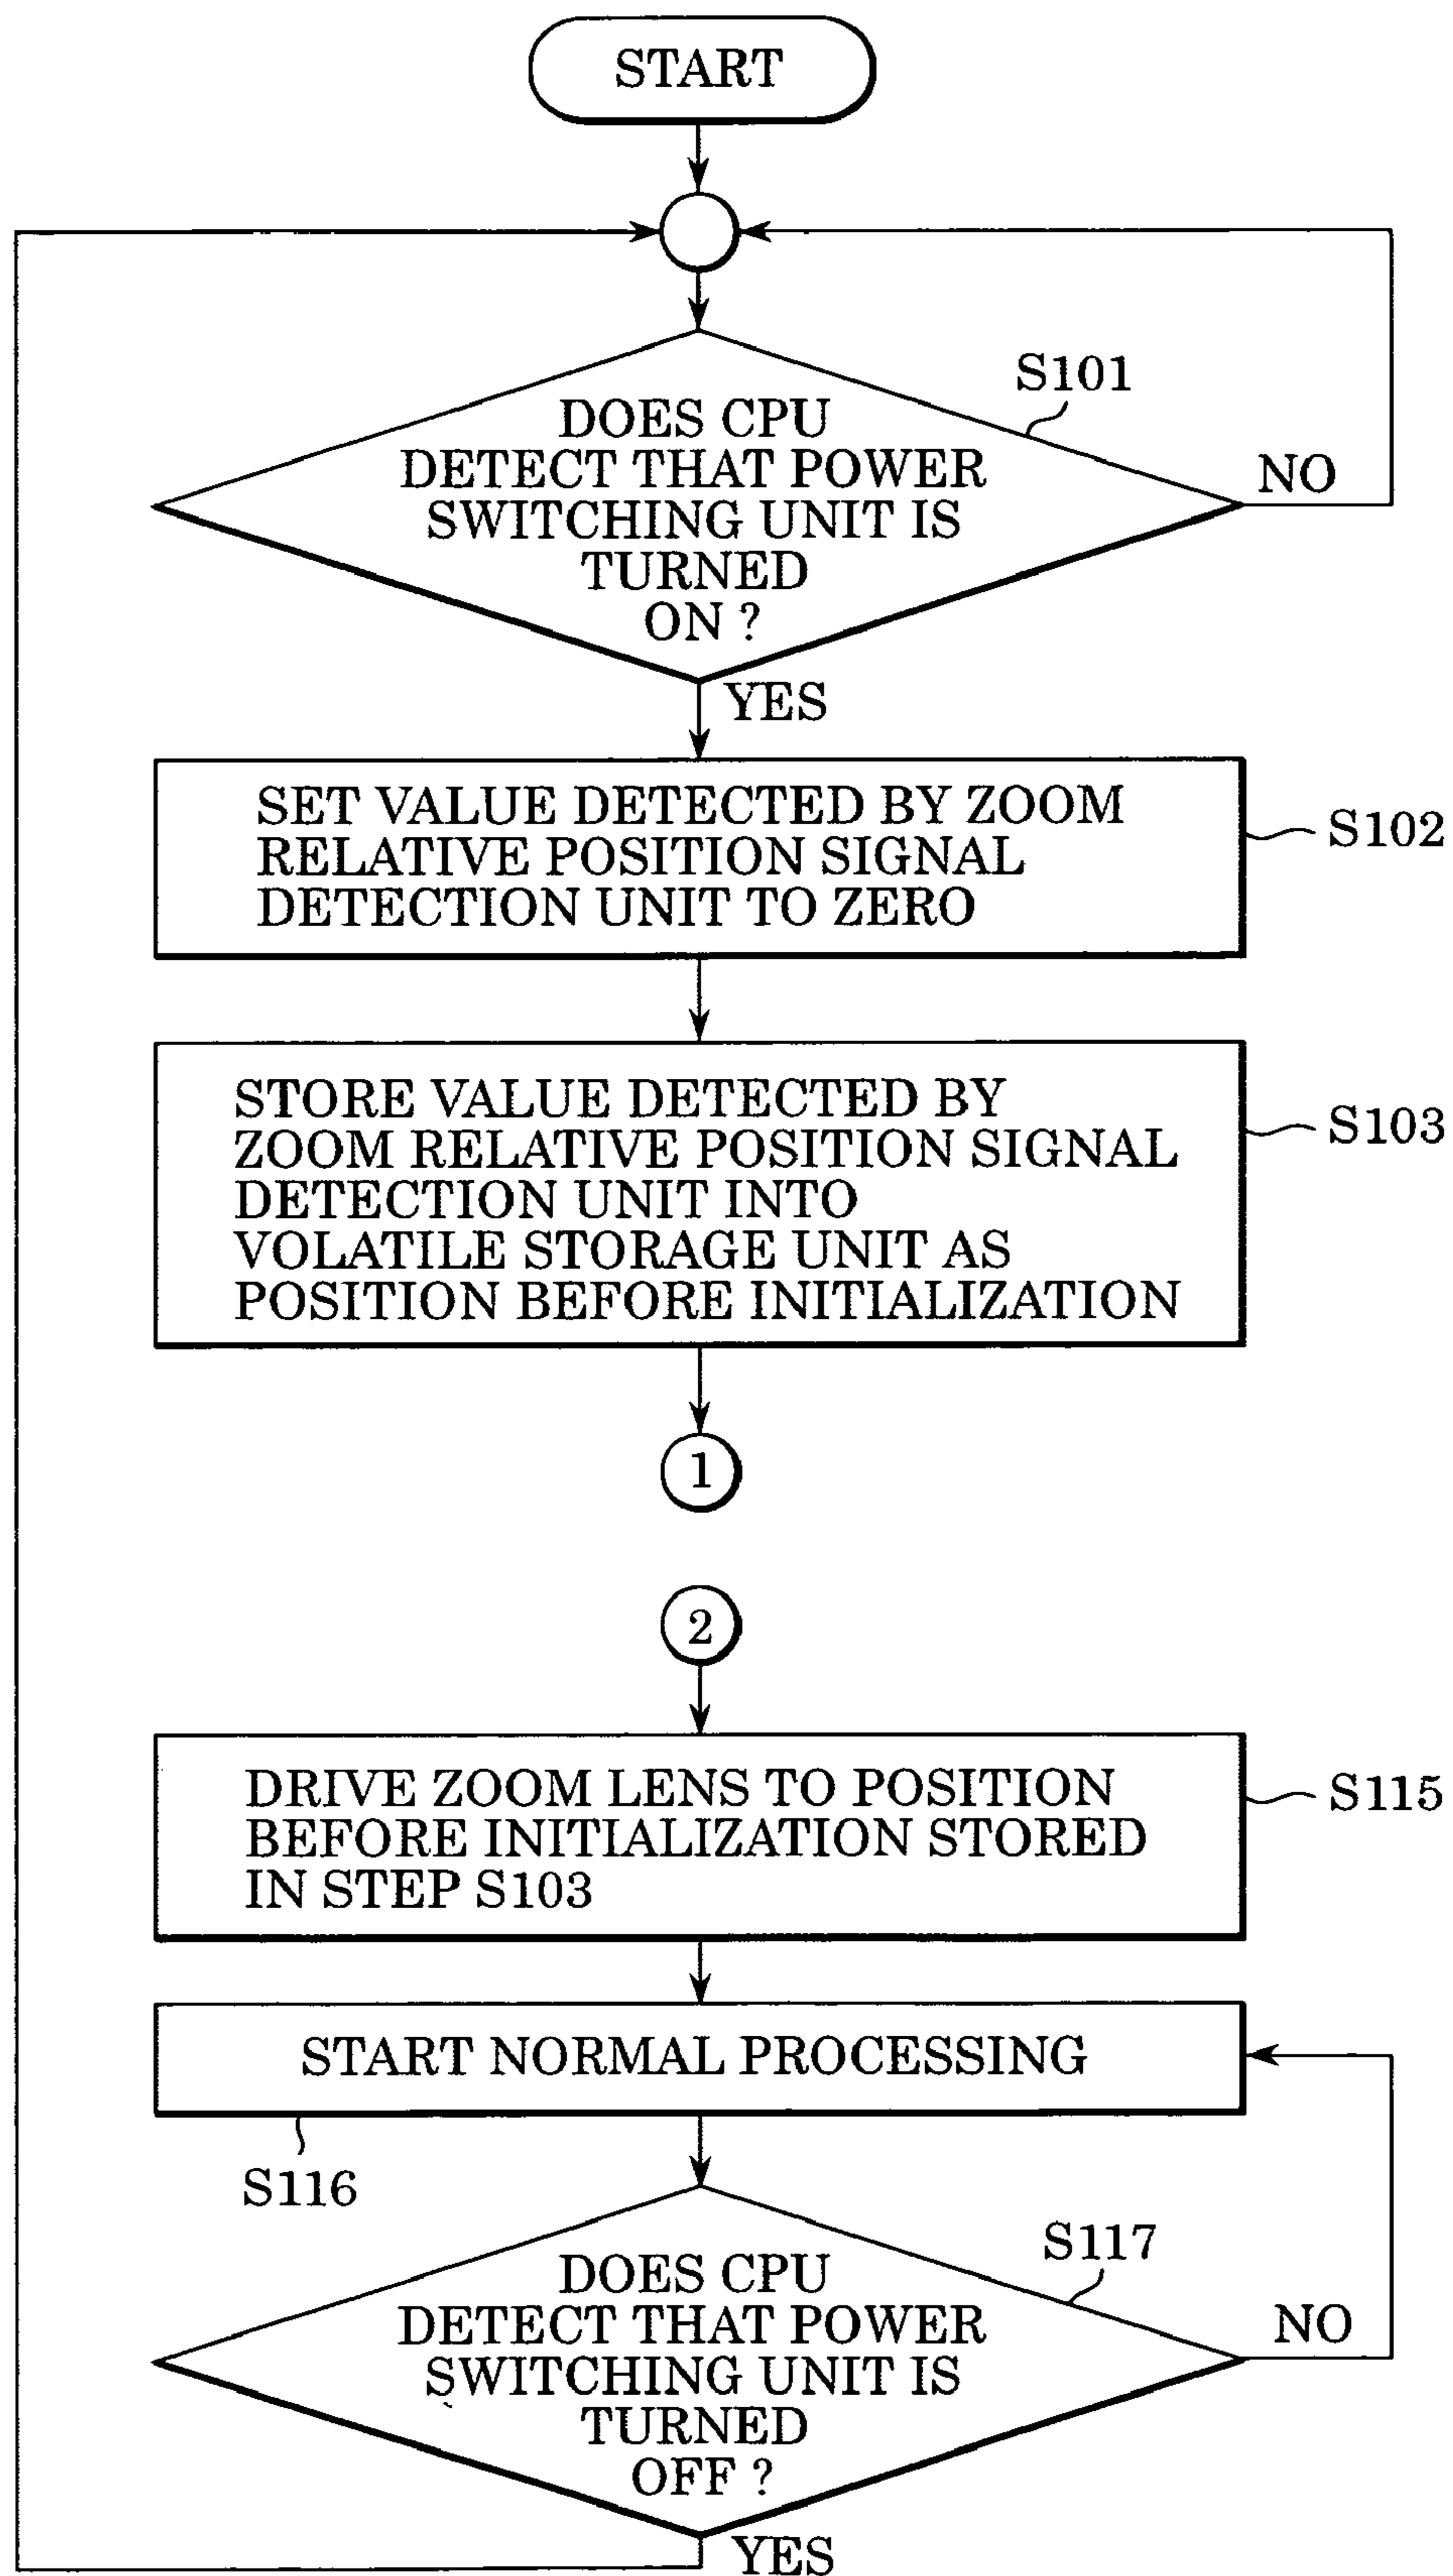 START
S101
DOES CPU
DETECT THAT POWER
SWITCHING UNIT IS
TURNED
ON ?
NO
YES
SET VALUE DETECTED BY ZOOM
RELATIVE POSITION SIGNAL
DETECTION UNIT TO ZERO
S102
STORE VALUE DETECTED BY
ZOOM RELATIVE POSITION SIGNAL
DETECTION UNIT INTO
VOLATILE STORAGE UNIT AS
POSITION BEFORE INITIALIZATION
S103
1
2
DRIVE ZOOM LENS TO POSITION
BEFORE INITIALIZATION STORED
IN STEP S103
S115
START NORMAL PROCESSING
S116
S117
DOES CPU
DETECT THAT POWER
SWITCHING UNIT IS
TURNED
OFF ?
NO
YES